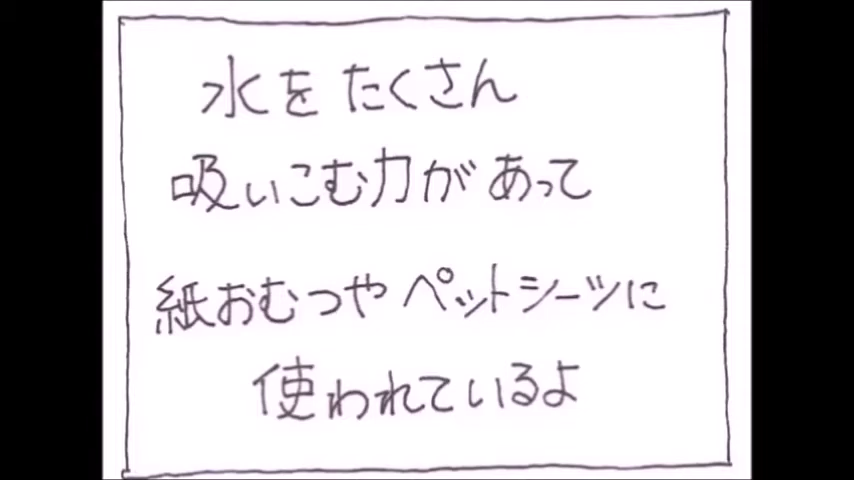 水をたくさん
吸いこむ力があって
紙おむつやペットシーツに
使われているよ